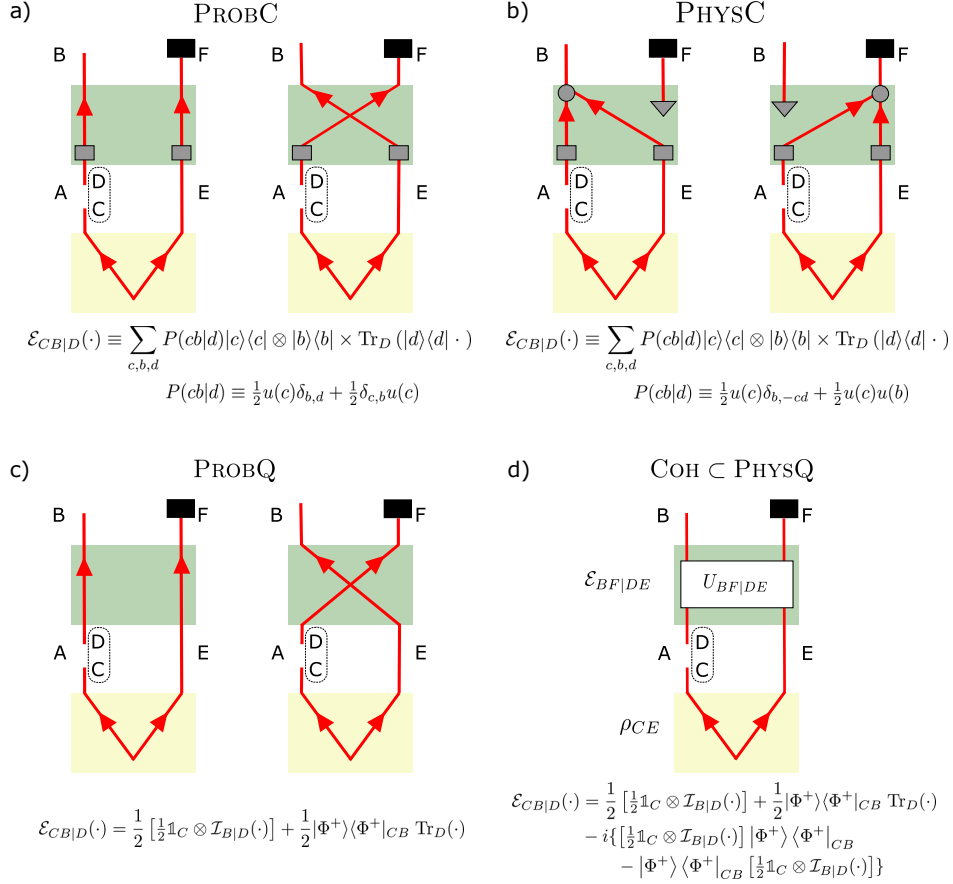 a) PROBC
B F B F
A D C E A D C E
ℰ_{CB|D}(·) ≡ ∑_{c,b,d} P(cb|d)|c⟩⟨c| ⊗ |b⟩⟨b| × Tr_D (|d⟩⟨d| · )
P(cb|d) ≡ ½u(c)δ_{b,d} + ½δ_{c,b}u(c)
b) PHYSC
B F B F
A D C E A D C E
ℰ_{CB|D}(·) ≡ ∑_{c,b,d} P(cb|d)|c⟩⟨c| ⊗ |b⟩⟨b| × Tr_D (|d⟩⟨d| · )
P(cb|d) ≡ ½u(c)δ_{b,-cd} + ½u(c)u(b)
c) PROBQ
B F B F
A D C E A D C E
ℰ_{CB|D}(·) = 1/2 [½𝟙_C ⊗ ℐ_{B|D}(·)] + 1/2|Φ⁺⟩⟨Φ⁺|_{CB} Tr_D(·)
d) COH ⊂ PHYSQ
B F
ℰ_{BF|DE} U_{BF|DE}
A D C E
ρ_{CE}
ℰ_{CB|D}(·) = 1/2 [½𝟙_C ⊗ ℐ_{B|D}(·)] + 1/2|Φ⁺⟩⟨Φ⁺|_{CB} Tr_D(·)
− i{[½𝟙_C ⊗ ℐ_{B|D}(·)] |Φ⁺⟩ ⟨Φ⁺|_{CB}
− |Φ⁺⟩ ⟨Φ⁺|_{CB} [½𝟙_C ⊗ ℐ_{B|D}(·)]}